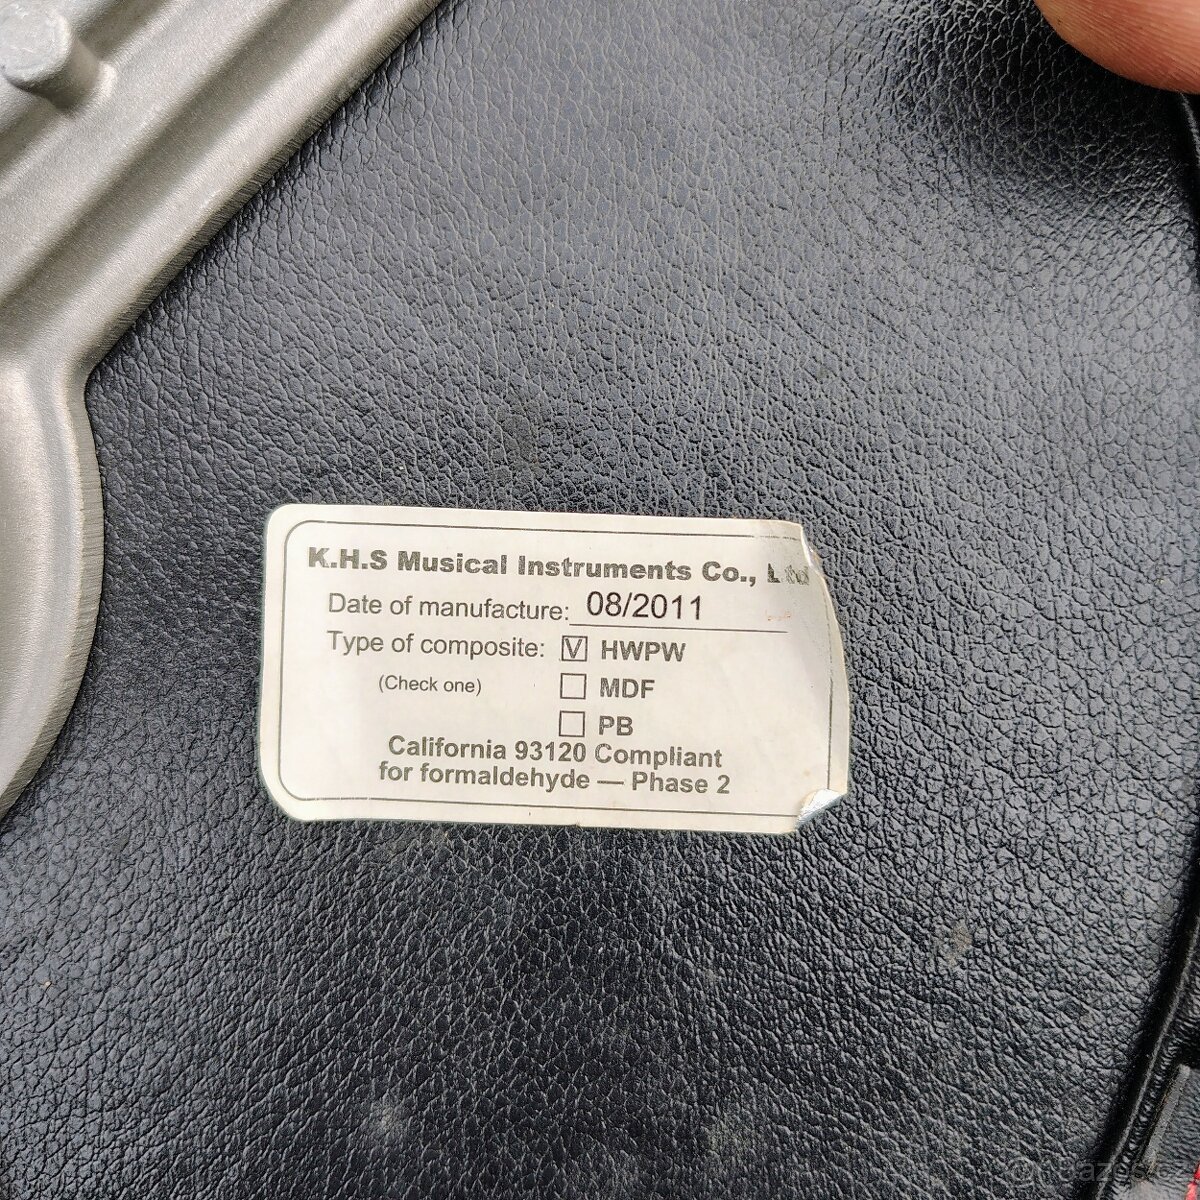 K.H.S Musical Instruments Co., Ltd
Date of manufacture: 08/2011
Type of composite: ☑ HWPW
(Check one) ☐ MDF
☐ PB
California 93120 Compliant
for formaldehyde — Phase 2